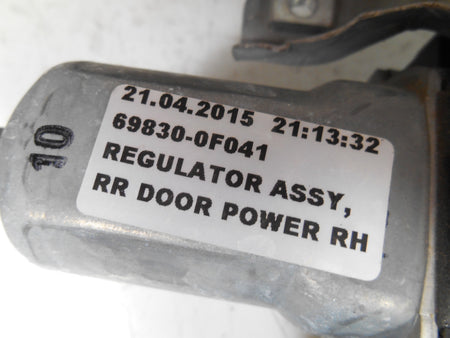 21.04.2015 21:13:32
69830-0F041
REGULATOR ASSY,
RR DOOR POWER RH
10